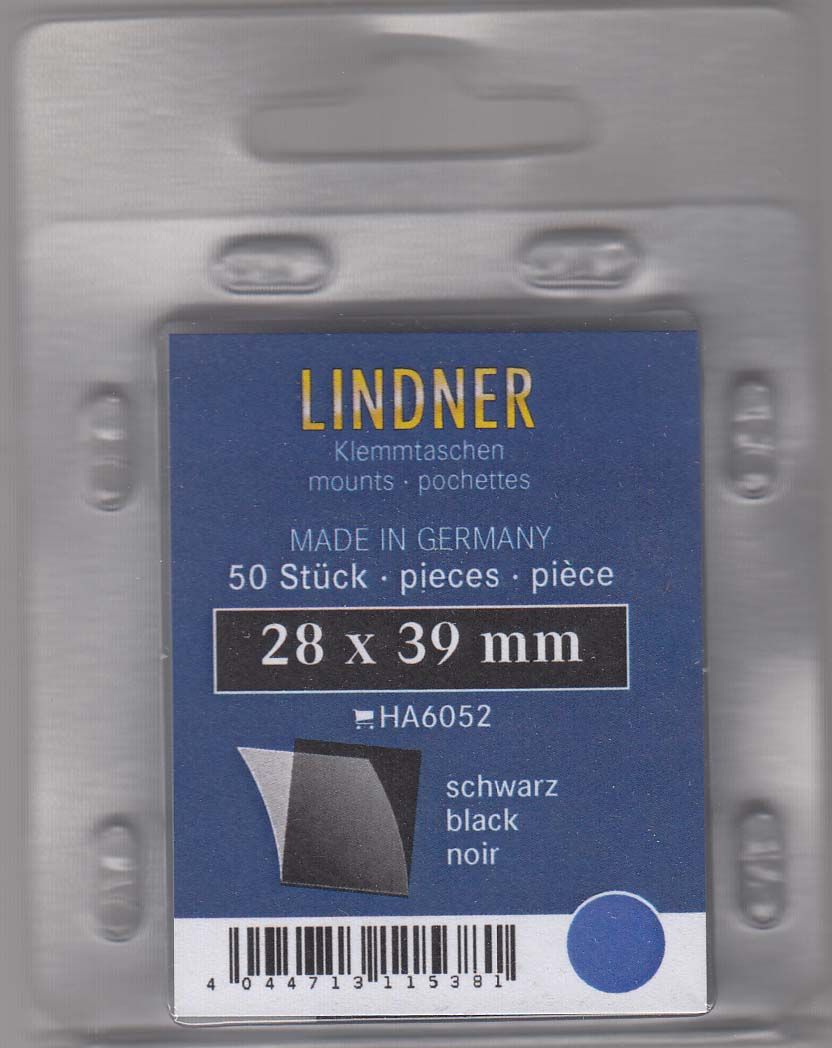 LINDNER
Klemmtaschen
mounts · pochettes
MADE IN GERMANY
50 Stück · pieces · pièce
28 x 39 mm
HA6052
schwarz
black
noir
4 044713 115381